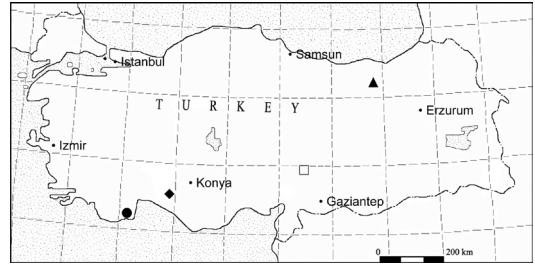 Samsun
Istanbul
T U R K E Y
Erzurum
Izmir
Konya
Gaziantep
0 200 km